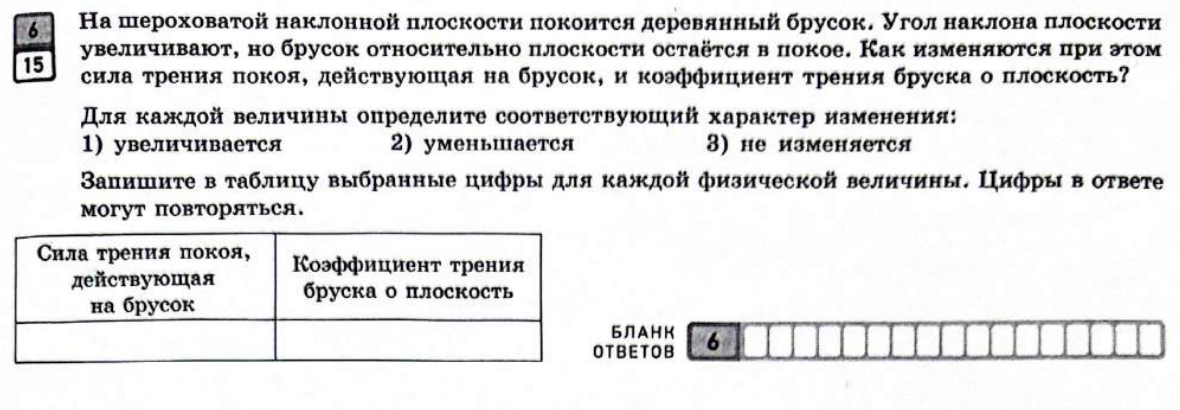 6
15
На шероховатой наклонной плоскости покоится деревянный брусок. Угол наклона плоскости
увеличивают, но брусок относительно плоскости остаётся в покое. Как изменяются при этом
сила трения покоя, действующая на брусок, и коэффициент трения бруска о плоскость?
Для каждой величины определите соответствующий характер изменения:
1) увеличивается 2) уменьшается 3) не изменяется
Запишите в таблицу выбранные цифры для каждой физической величины. Цифры в ответе
могут повторяться.
Сила трения покоя,
действующая
на брусок
Коэффициент трения
бруска о плоскость
БЛАНК
ОТВЕТОВ
6